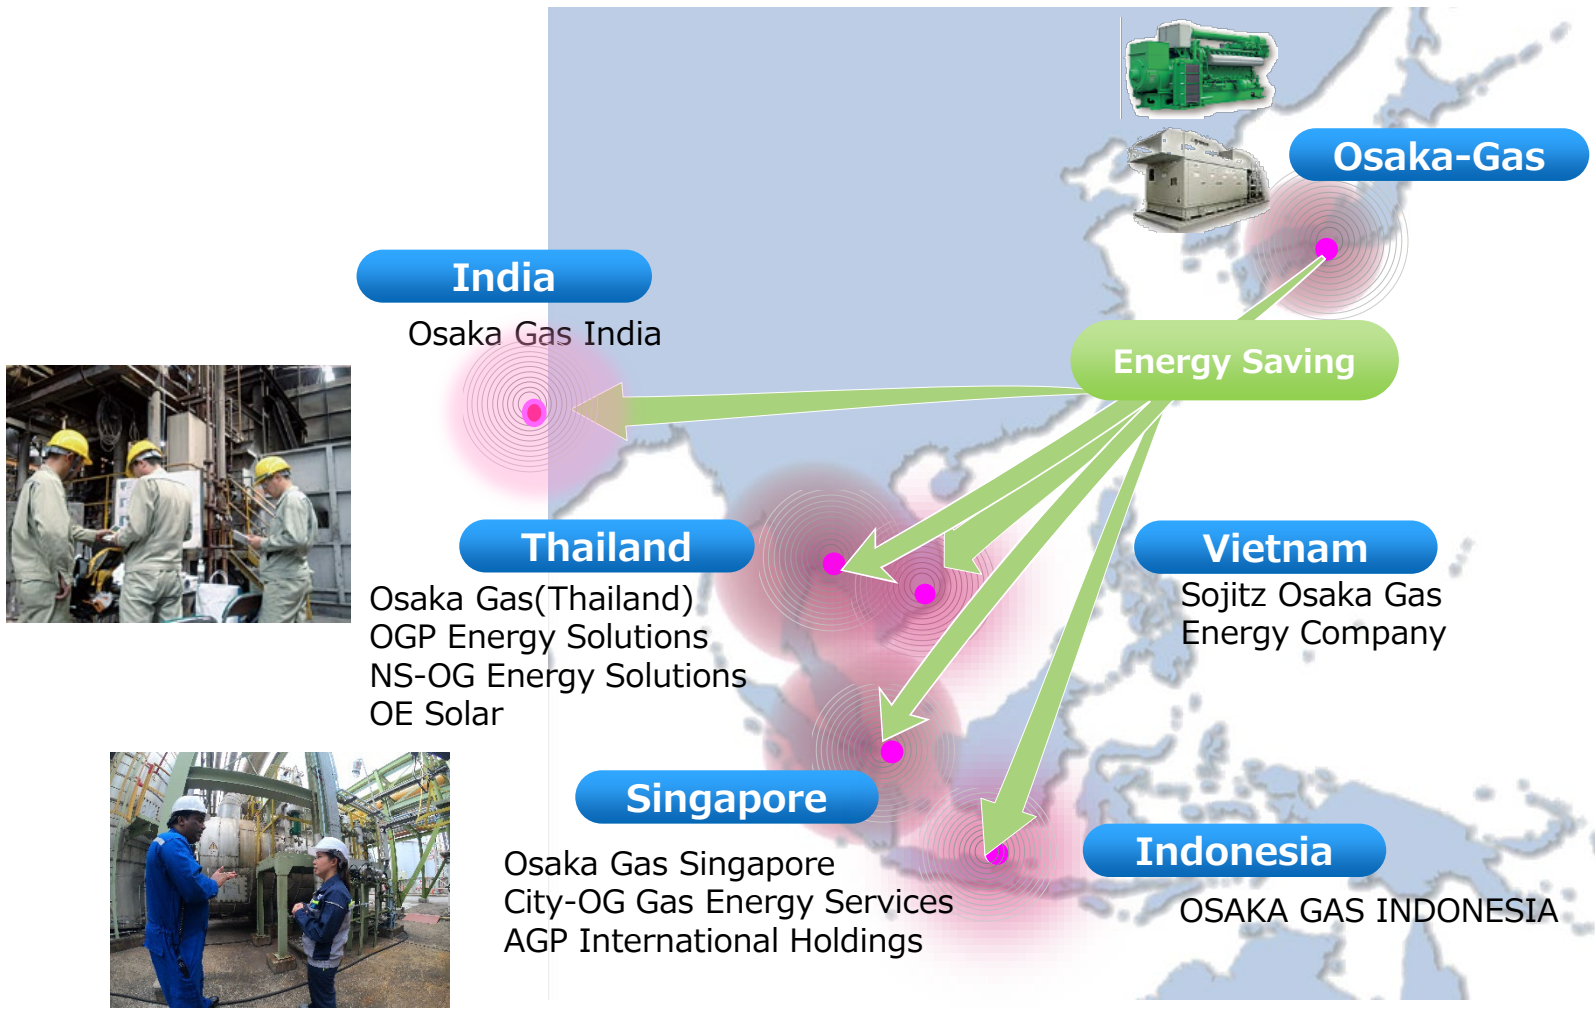 Osaka-Gas
India
Osaka Gas India
Energy Saving
Thailand
Osaka Gas(Thailand)
OGP Energy Solutions
NS-OG Energy Solutions
OE Solar
Vietnam
Sojitz Osaka Gas
Energy Company
Singapore
Osaka Gas Singapore
City-OG Gas Energy Services
AGP International Holdings
Indonesia
OSAKA GAS INDONESIA